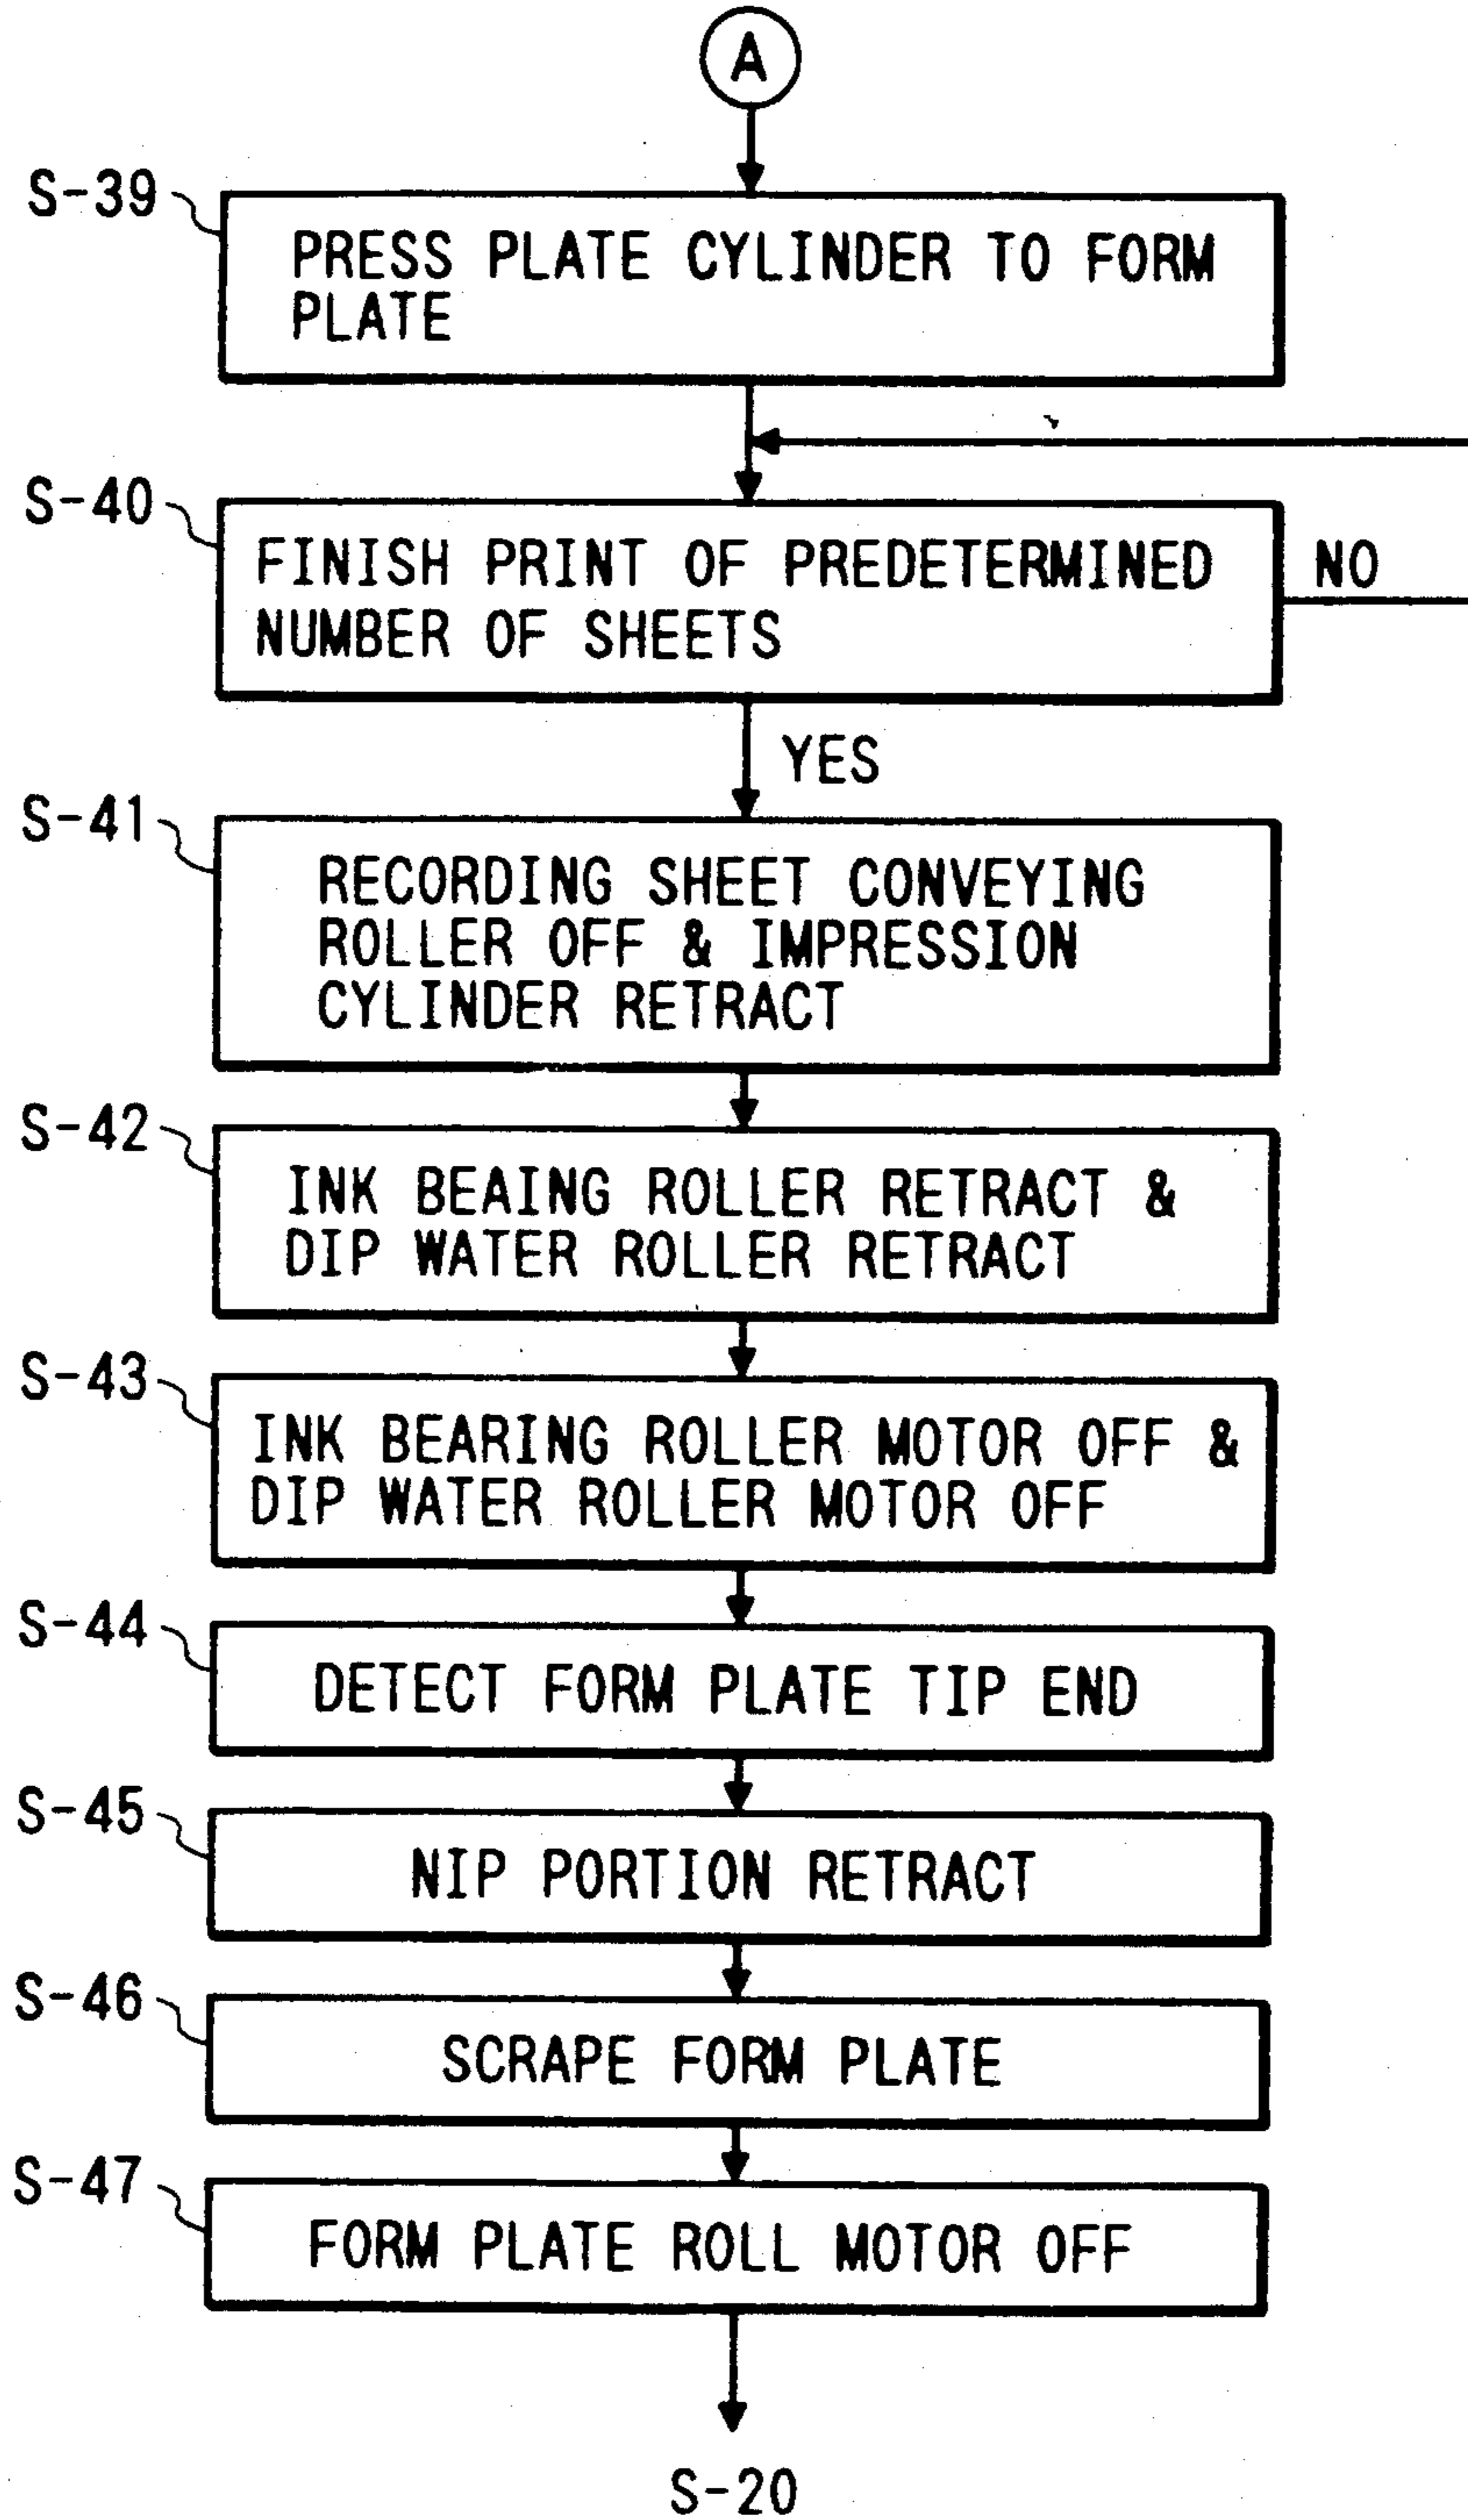 A
S-39
PRESS PLATE CYLINDER TO FORM
PLATE
S-40
FINISH PRINT OF PREDETERMINED
NUMBER OF SHEETS
NO
YES
S-41
RECORDING SHEET CONVEYING
ROLLER OFF & IMPRESSION
CYLINDER RETRACT
S-42
INK BEAING ROLLER RETRACT &
DIP WATER ROLLER RETRACT
S-43
INK BEARING ROLLER MOTOR OFF &
DIP WATER ROLLER MOTOR OFF
S-44
DETECT FORM PLATE TIP END
S-45
NIP PORTION RETRACT
S-46
SCRAPE FORM PLATE
S-47
FORM PLATE ROLL MOTOR OFF
S-20